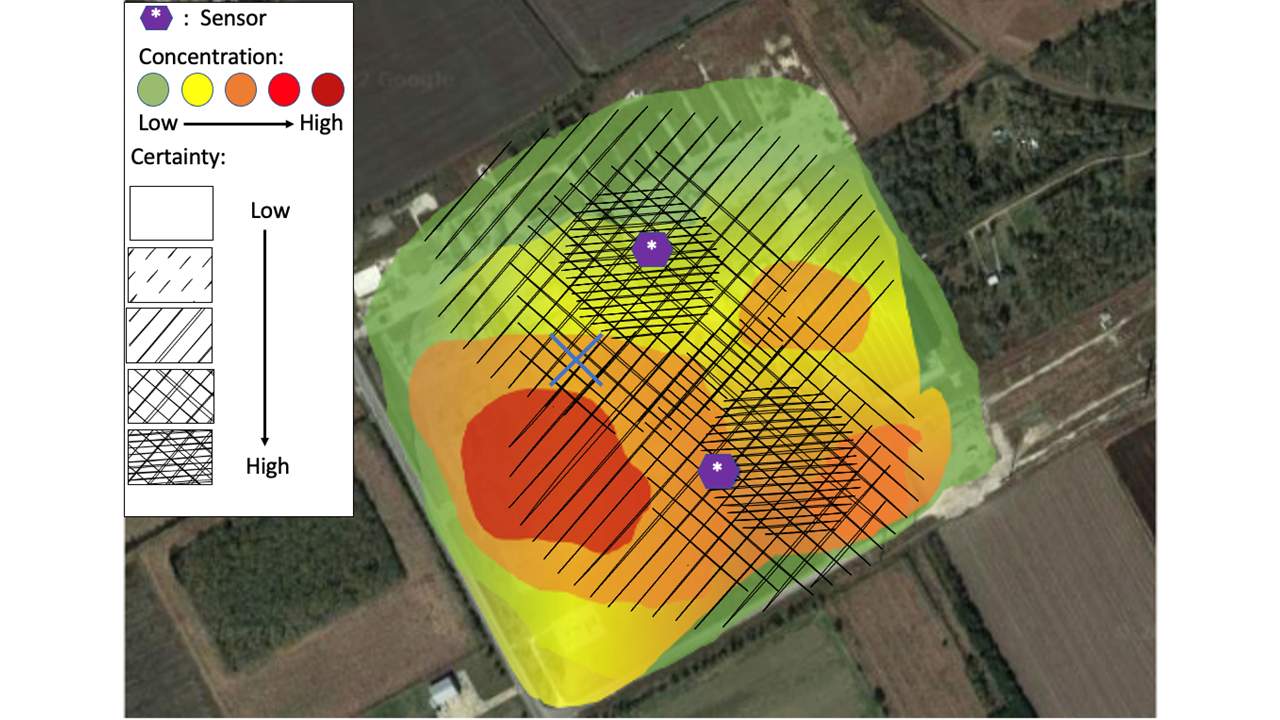 * : Sensor
Concentration:
Low High
Certainty:
Low
High
*
*